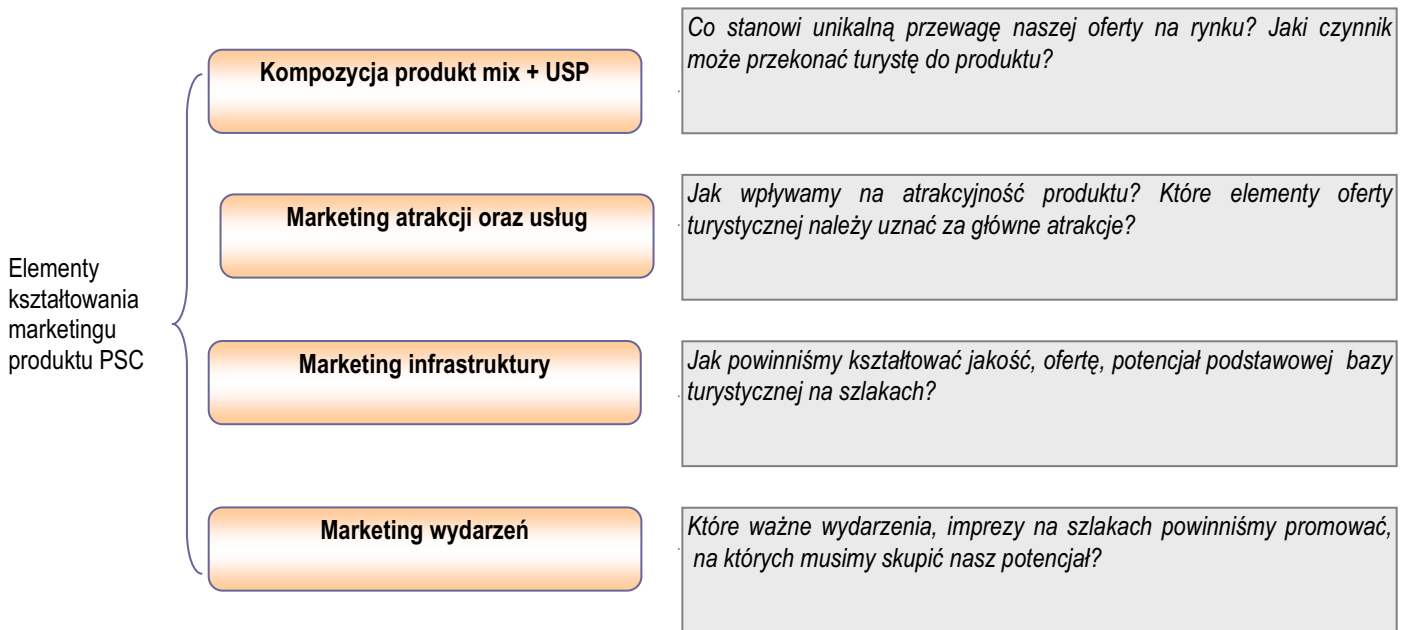 Elementy
kształtowania
marketingu
produktu PSC
Kompozycja produkt mix + USP
Co stanowi unikalną przewagę naszej oferty na rynku? Jaki czynnik
może przekonać turystę do produktu?
Marketing atrakcji oraz usług
Jak wpływamy na atrakcyjność produktu? Które elementy oferty
turystycznej należy uznać za główne atrakcje?
Marketing infrastruktury
Jak powinniśmy kształtować jakość, ofertę, potencjał podstawowej bazy
turystycznej na szlakach?
Marketing wydarzeń
Które ważne wydarzenia, imprezy na szlakach powinniśmy promować,
na których musimy skupić nasz potencjał?